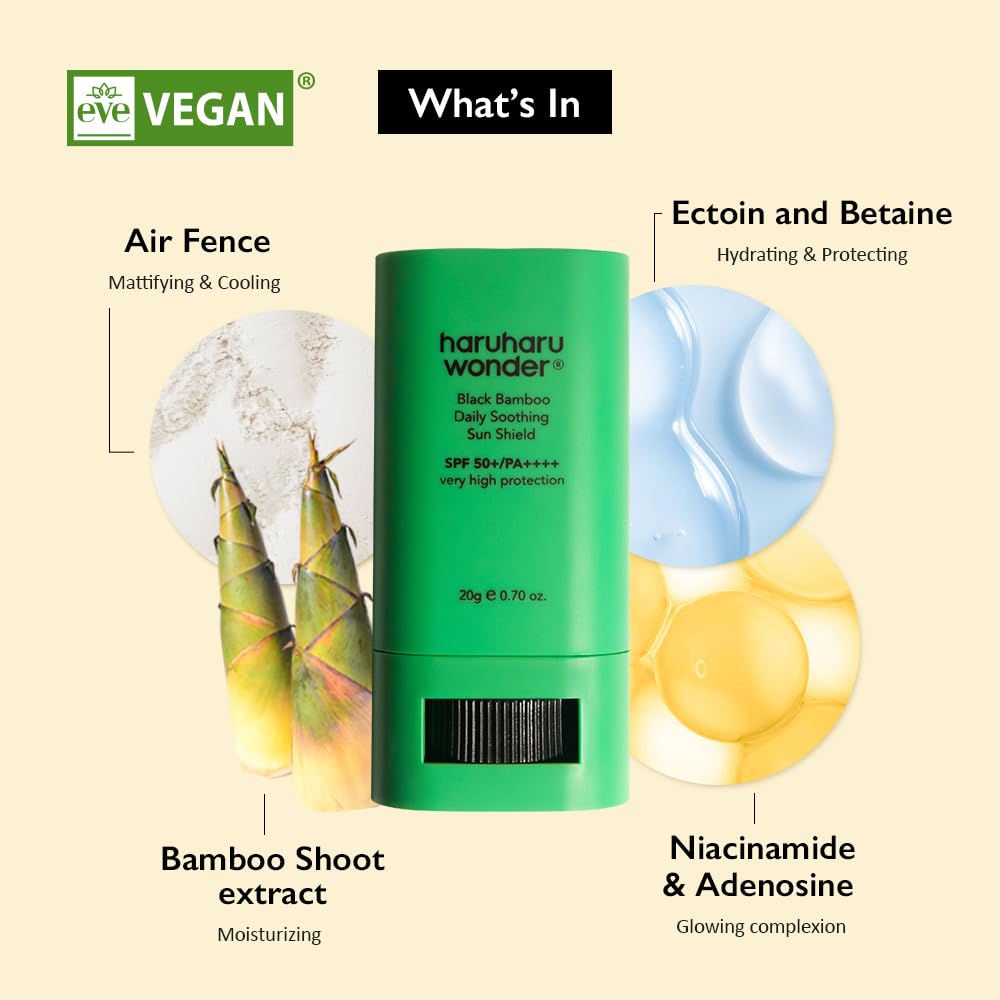 eve VEGAN®
What's In
Air Fence
Mattifying & Cooling
Ectoin and Betaine
Hydrating & Protecting
haruharu
wonder®
Black Bamboo
Daily Soothing
Sun Shield
SPF 50+/PA++++
very high protection
20g e 0.70 oz.
Bamboo Shoot
extract
Moisturizing
Niacinamide
& Adenosine
Glowing complexion